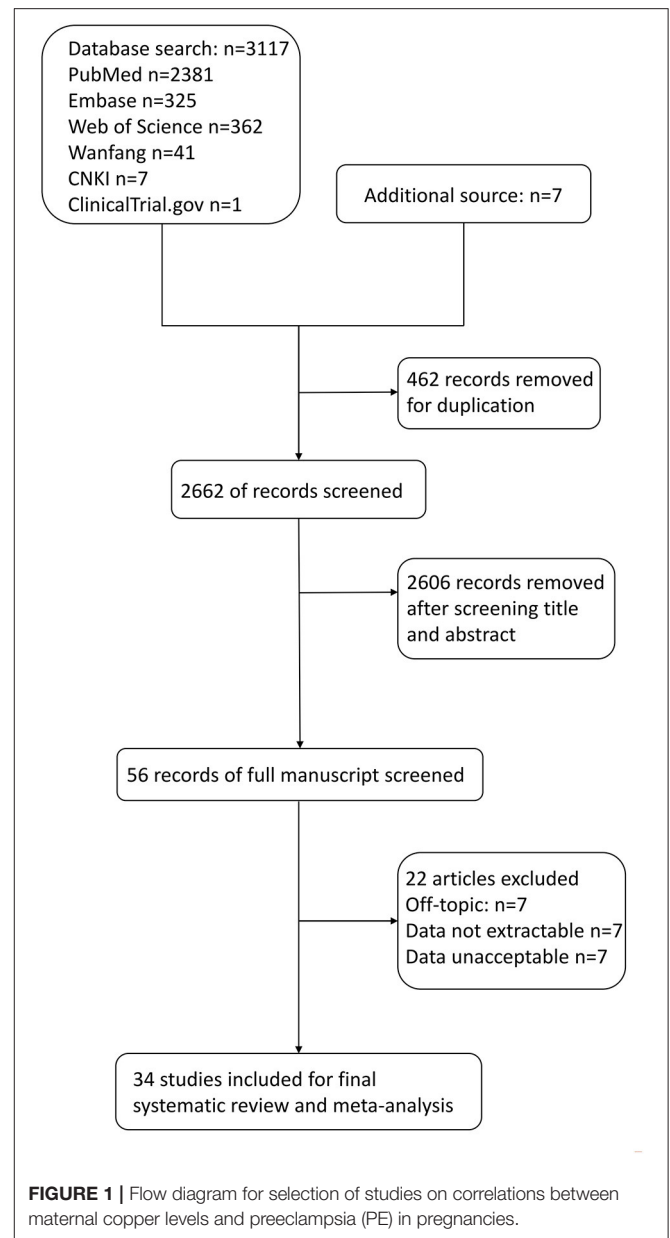 Database search: n=3117
PubMed n=2381
Embase n=325
Web of Science n=362
Wanfang n=41
CNKI n=7
ClinicalTrial.gov n=1
Additional source: n=7
462 records removed
for duplication
2662 of records screened
2606 records removed
after screening title
and abstract
56 records of full manuscript screened
22 articles excluded
Off-topic: n=7
Data not extractable n=7
Data unacceptable n=7
34 studies included for final
systematic review and meta-analysis
FIGURE 1 | Flow diagram for selection of studies on correlations between
maternal copper levels and preeclampsia (PE) in pregnancies.